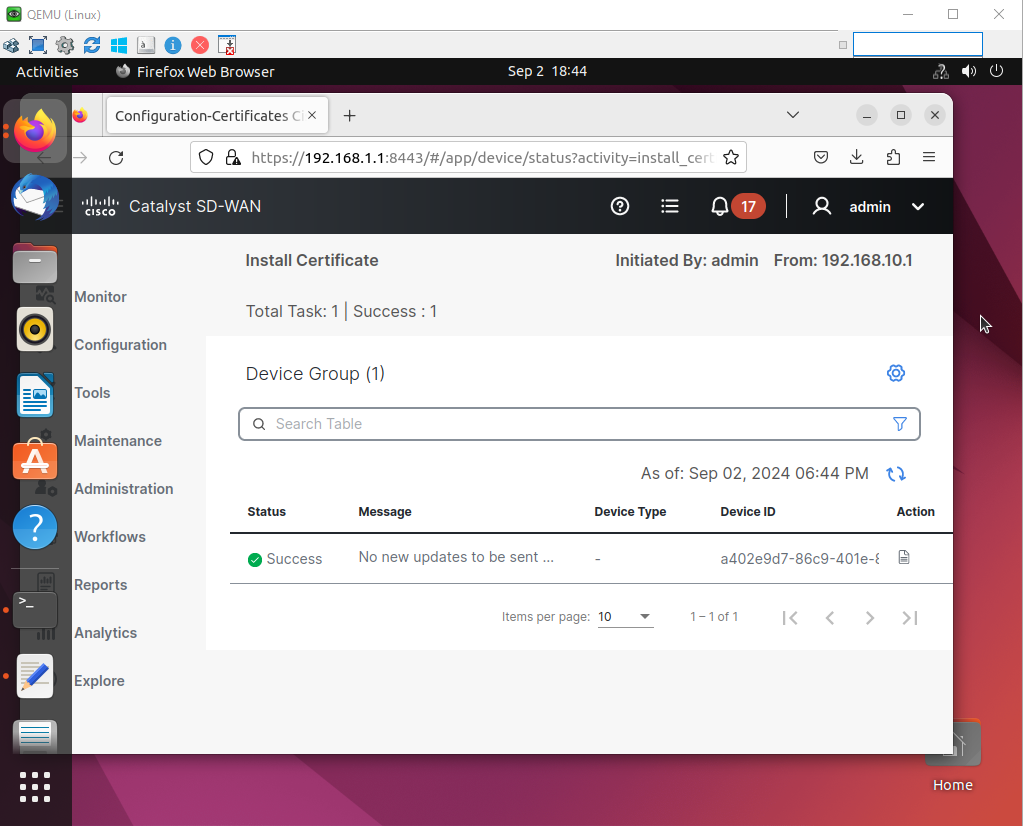 QEMU (Linux)
Activities
Firefox Web Browser
Sep 2 18:44
Configuration-Certificates Ci
https://192.168.1.1:8443/#/app/device/status?activity=install_cert
cisco
Catalyst SD-WAN
17
admin
Install Certificate
Initiated By: admin From: 192.168.10.1
Monitor
Total Task: 1 | Success : 1
Configuration
Device Group (1)
Tools
Search Table
Maintenance
As of: Sep 02, 2024 06:44 PM
Administration
Status Message Device Type Device ID Action
Workflows
Success No new updates to be sent ... - a402e9d7-86c9-401e-8
Reports
Items per page: 10 1 – 1 of 1
Analytics
Explore
Home